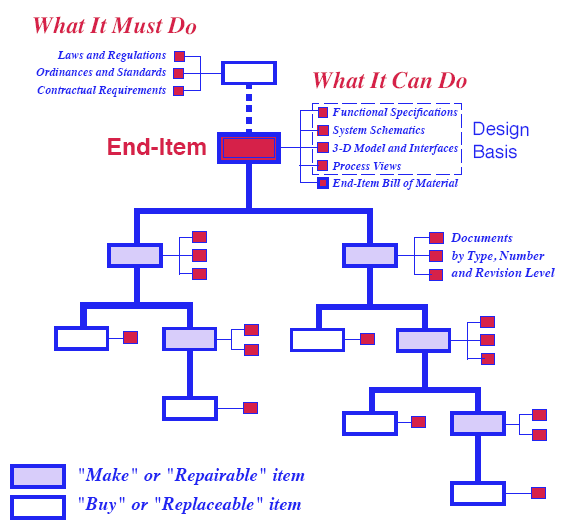 What It Must Do
Laws and Regulations
Ordinances and Standards
Contractual Requirements
What It Can Do
Functional Specifications
System Schematics
3-D Model and Interfaces
Process Views
End-Item Bill of Material
Design
Basis
End-Item
Documents
by Type, Number
and Revision Level
"Make" or "Repairable" item
"Buy" or "Replaceable" item